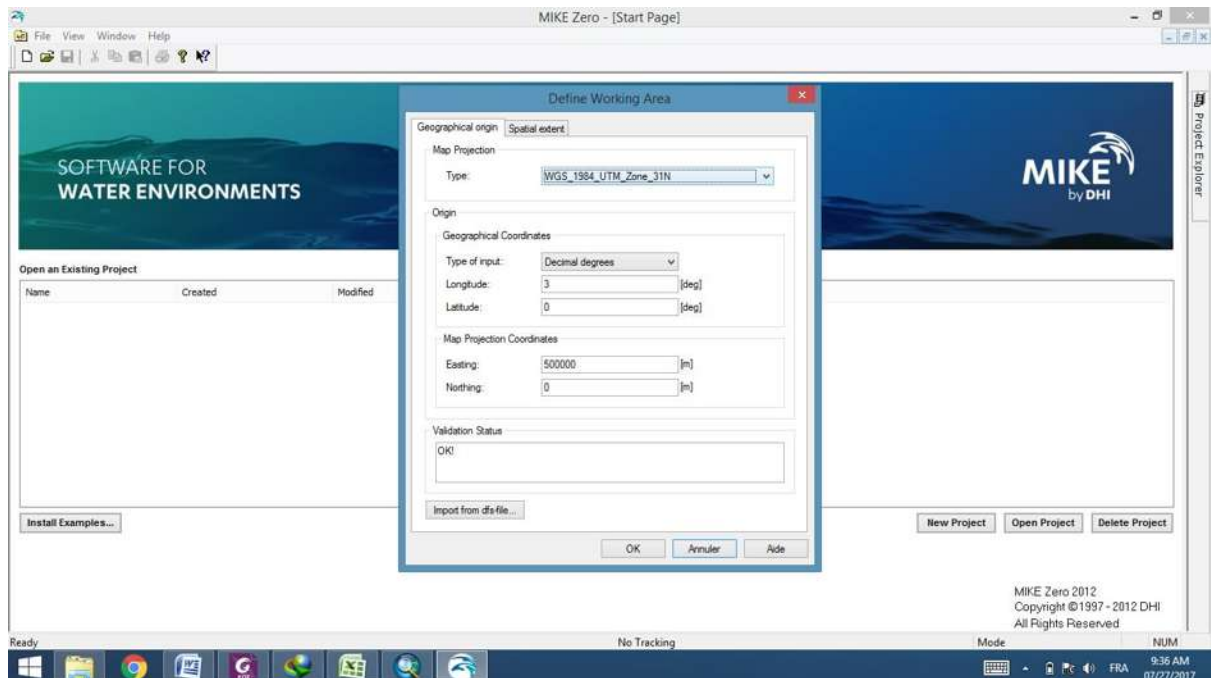 MIKE Zero - [Start Page]
File View Window Help
SOFTWARE FOR
WATER ENVIRONMENTS
MIKE
by DHI
Project Explorer
Open an Existing Project
Name Created Modified
Define Working Area
Geographical origin Spatial extent
Map Projection
Type: WGS_1984_UTM_Zone_31N
Origin
Geographical Coordinates
Type of input: Decimal degrees
Longitude: 3 [deg]
Latitude: 0 [deg]
Map Projection Coordinates
Easting: 500000 [m]
Northing: 0 [m]
Validation Status
OK!
Import from dfs-file...
OK Annuler Aide
Install Examples... New Project Open Project Delete Project
MIKE Zero 2012
Copyright ©1997 - 2012 DHI
All Rights Reserved
Ready No Tracking Mode NUM
FRA 9:36 AM
07/27/2017